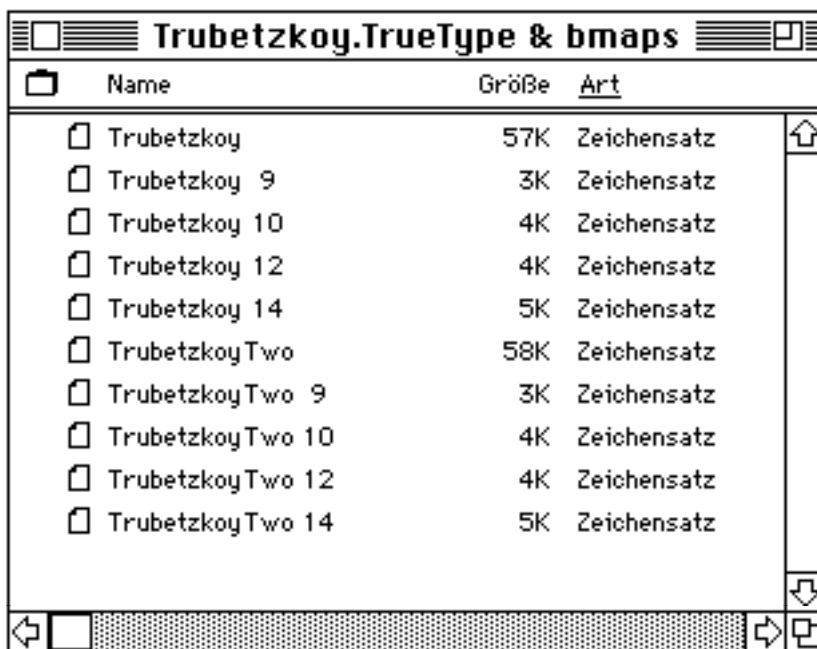 Trubetzkoy.TrueType & bmaps
Name Größe Art
Trubetzkoy 57K Zeichensatz
Trubetzkoy 9 3K Zeichensatz
Trubetzkoy 10 4K Zeichensatz
Trubetzkoy 12 4K Zeichensatz
Trubetzkoy 14 5K Zeichensatz
TrubetzkoyTwo 58K Zeichensatz
TrubetzkoyTwo 9 3K Zeichensatz
TrubetzkoyTwo 10 4K Zeichensatz
TrubetzkoyTwo 12 4K Zeichensatz
TrubetzkoyTwo 14 5K Zeichensatz